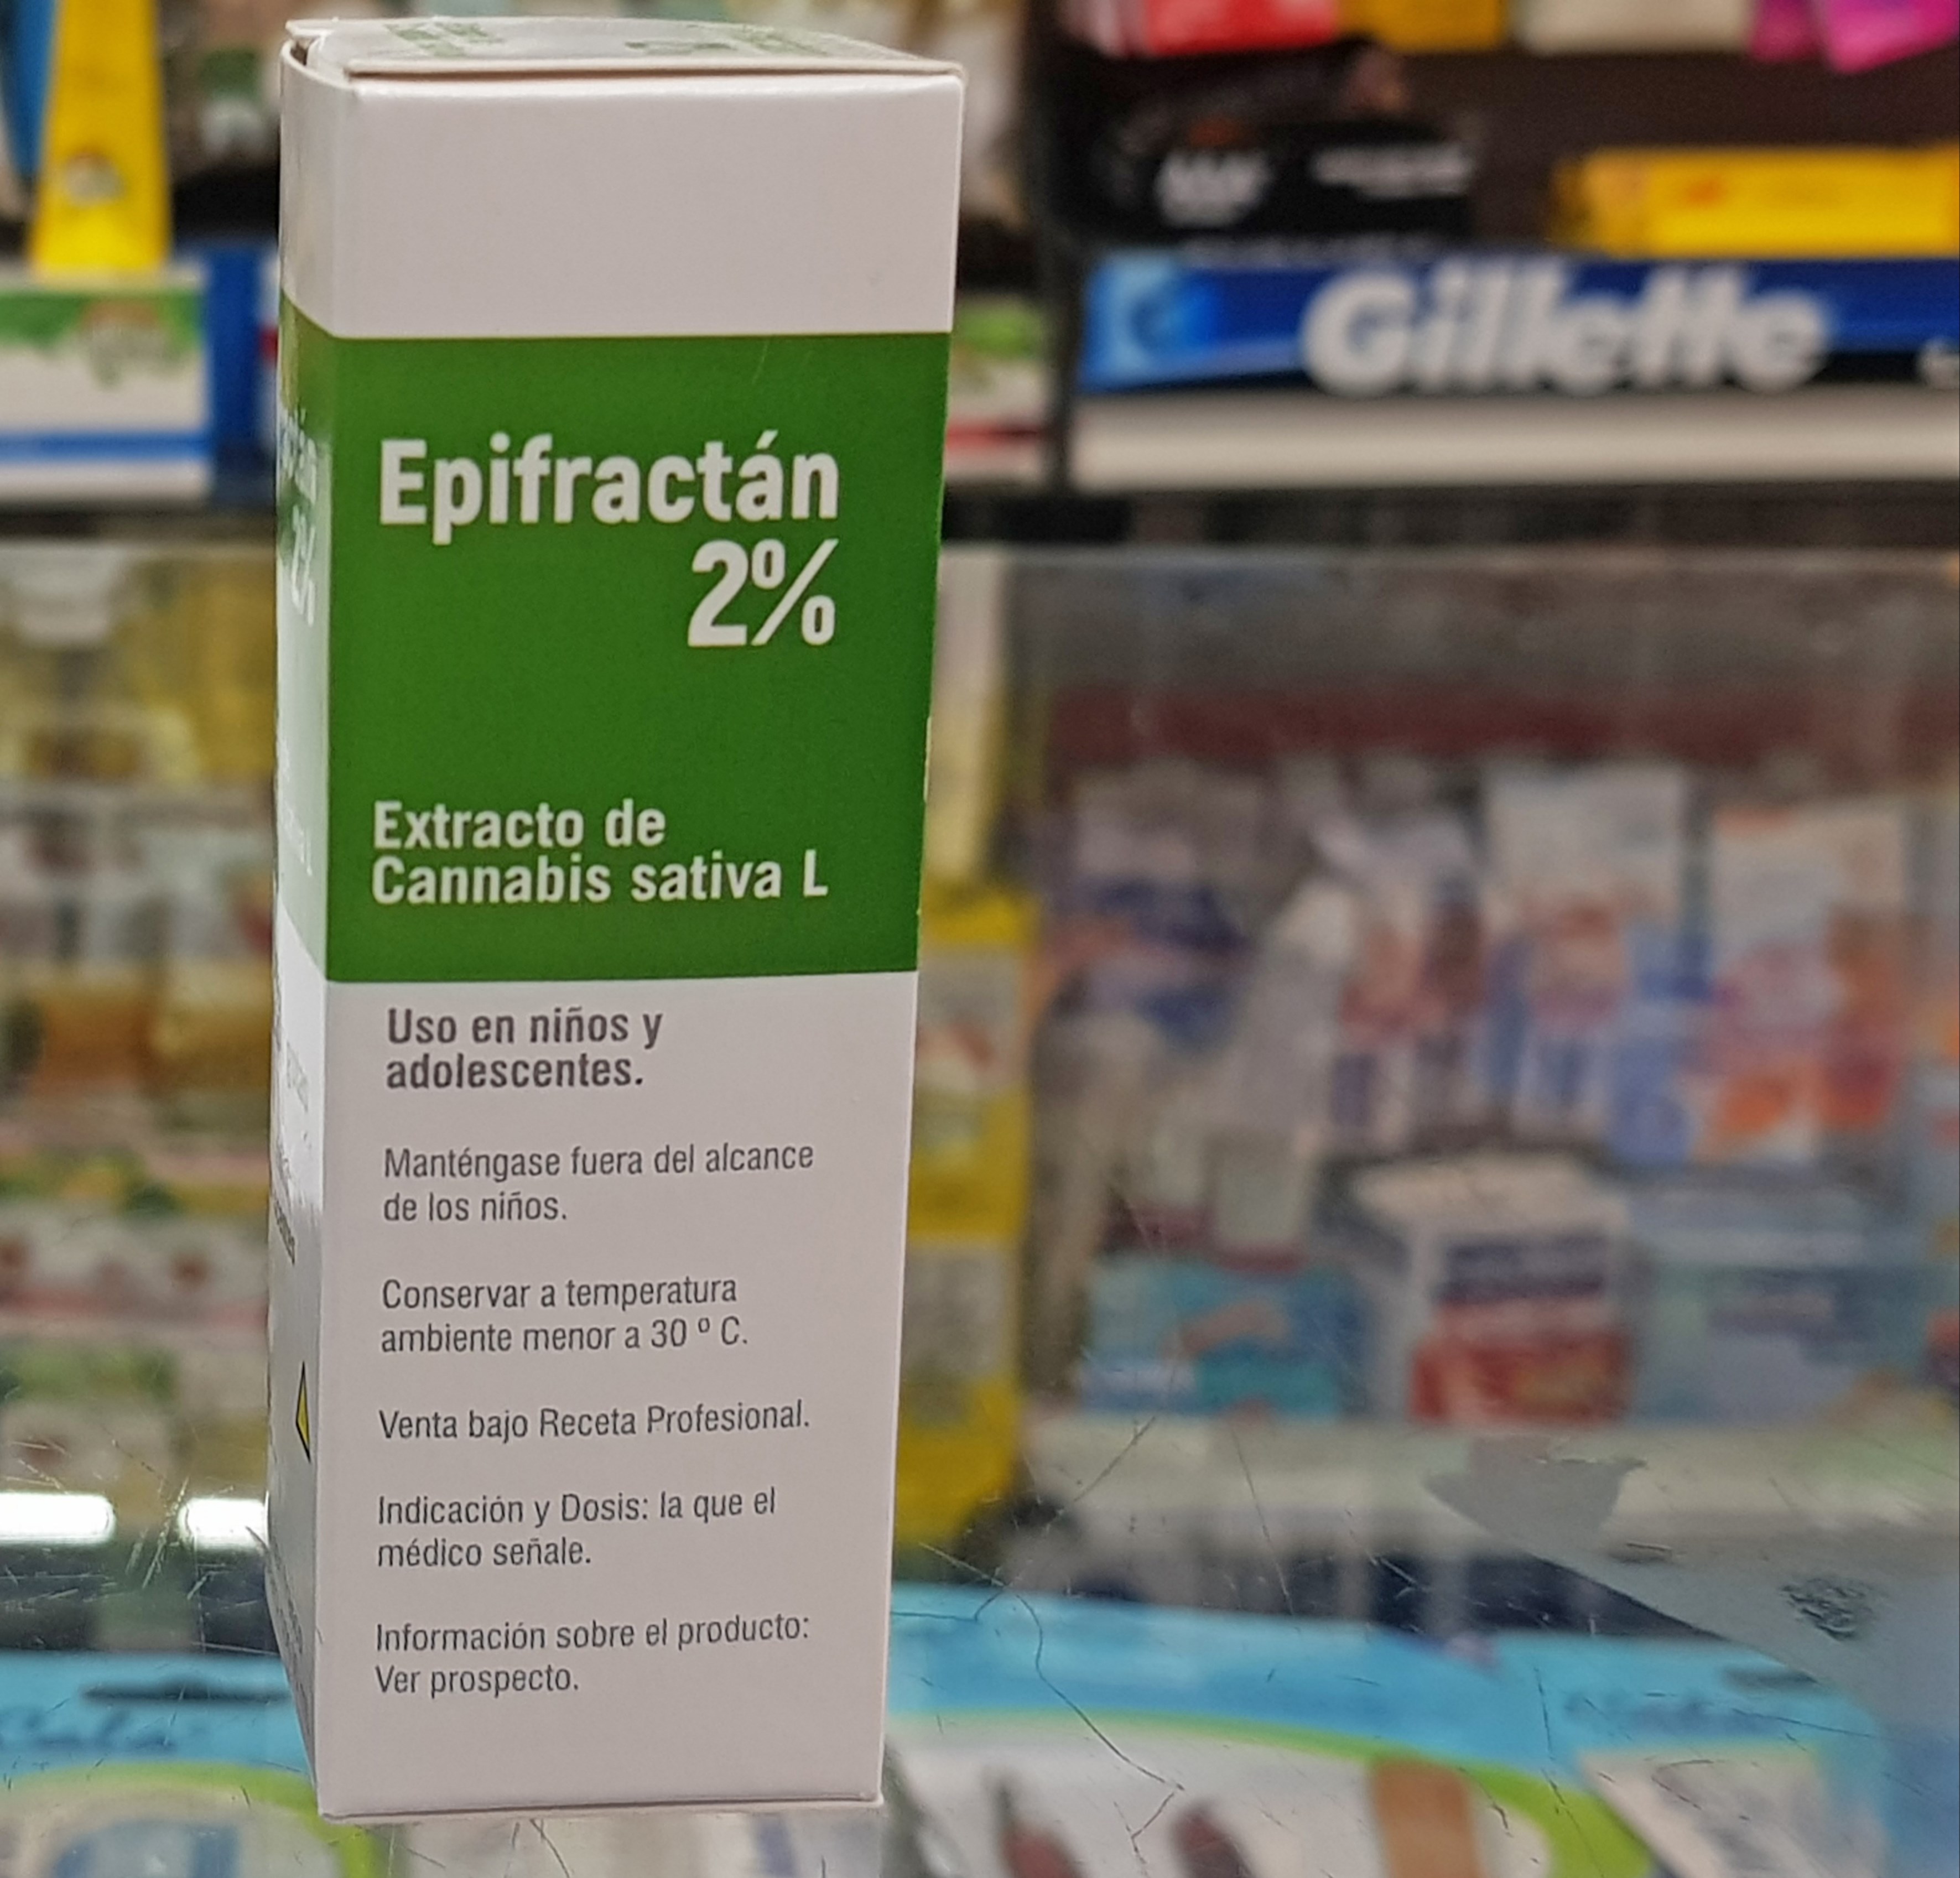 Epifractán
2%
Extracto de
Cannabis sativa L
Uso en niños y
adolescentes.
Manténgase fuera del alcance
de los niños.
Conservar a temperatura
ambiente menor a 30 º C.
Venta bajo Receta Profesional.
Indicación y Dosis: la que el
médico señale.
Información sobre el producto:
Ver prospecto.
Gillette